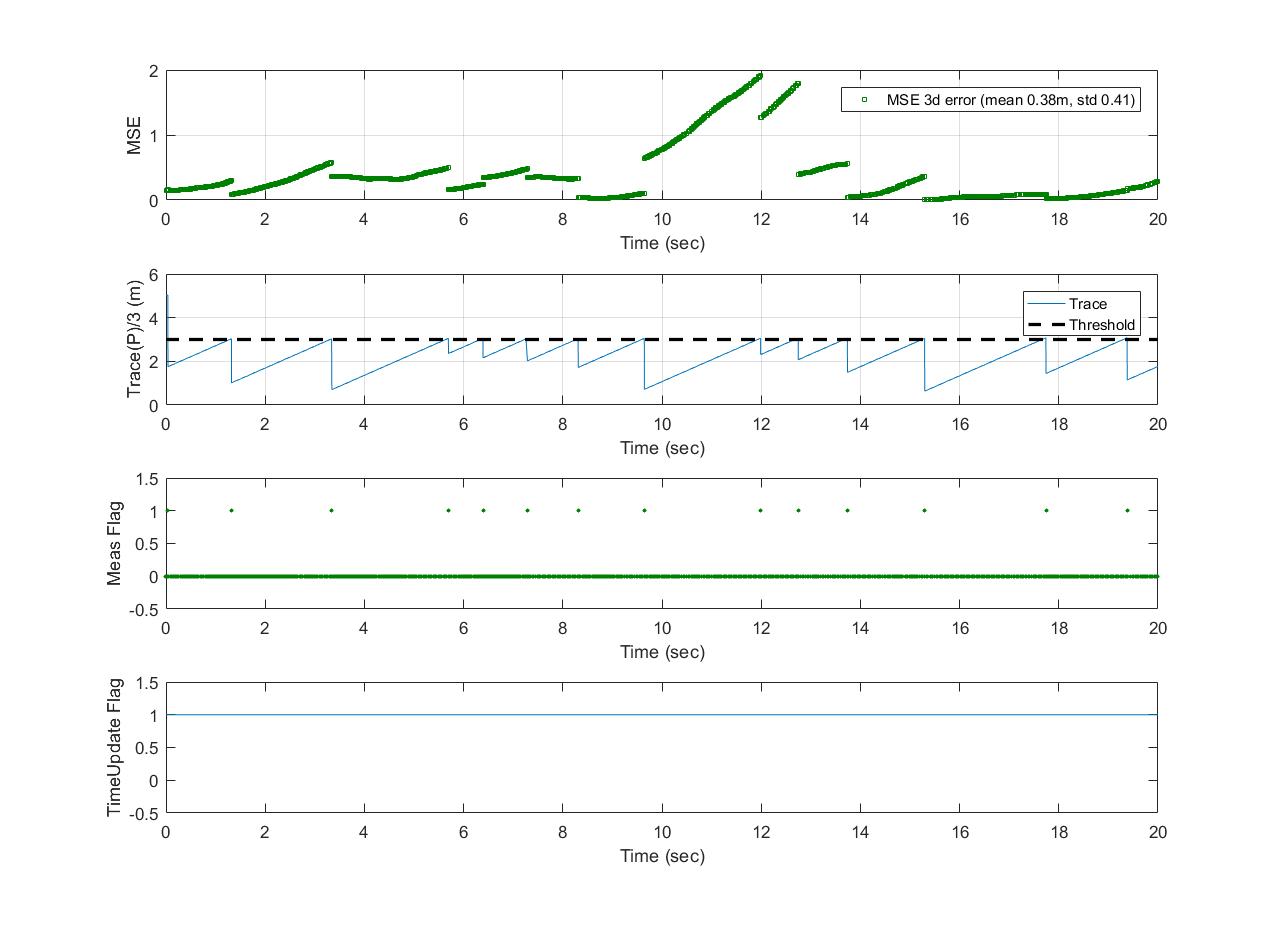 2
1
0
MSE
MSE 3d error (mean 0.38m, std 0.41)
0 2 4 6 8 10 12 14 16 18 20
Time (sec)
6
4
2
0
Trace(P)/3 (m)
Trace
Threshold
0 2 4 6 8 10 12 14 16 18 20
Time (sec)
1.5
1
0.5
0
-0.5
Meas Flag
0 2 4 6 8 10 12 14 16 18 20
Time (sec)
1.5
1
0.5
0
-0.5
TimeUpdate Flag
0 2 4 6 8 10 12 14 16 18 20
Time (sec)